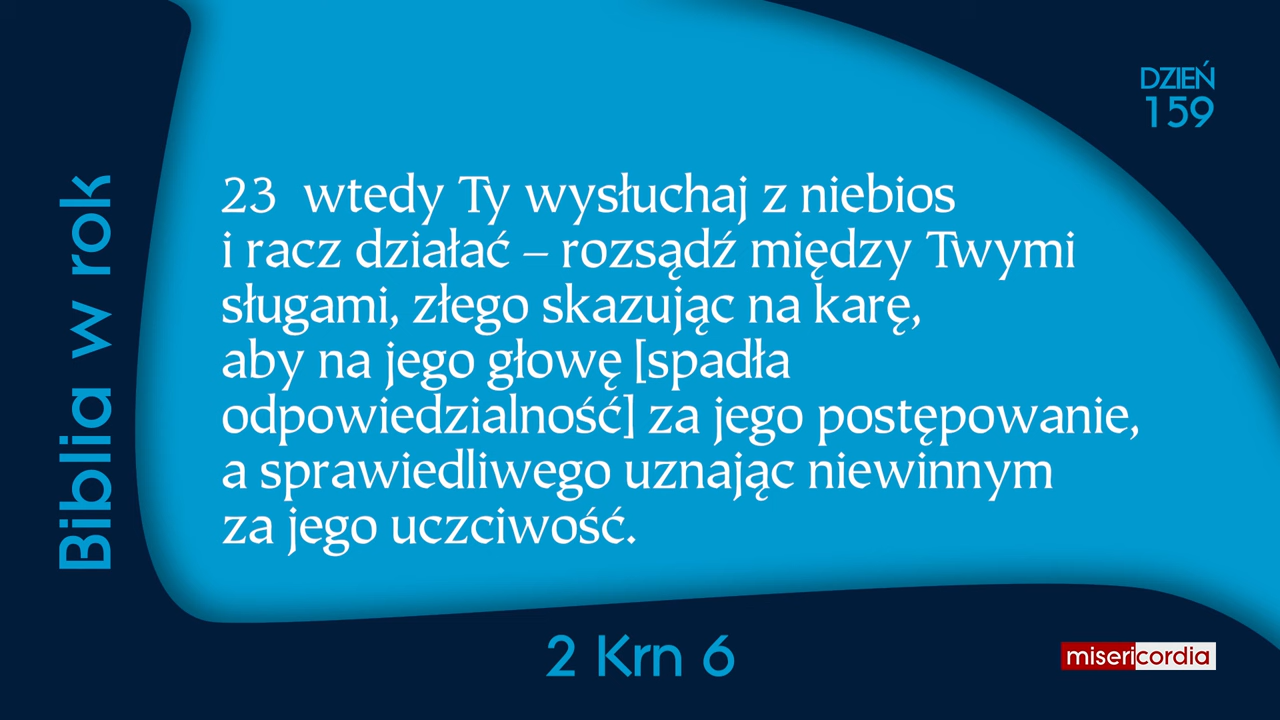 DZIEŃ
159
Biblia w rok
23 wtedy Ty wysłuchaj z niebios
i racz działać – rozsądź między Twymi
sługami, złego skazując na karę,
aby na jego głowę [spadła
odpowiedzialność] za jego postępowanie,
a sprawiedliwego uznając niewinnym
za jego uczciwość.
2 Krn 6
misericordia